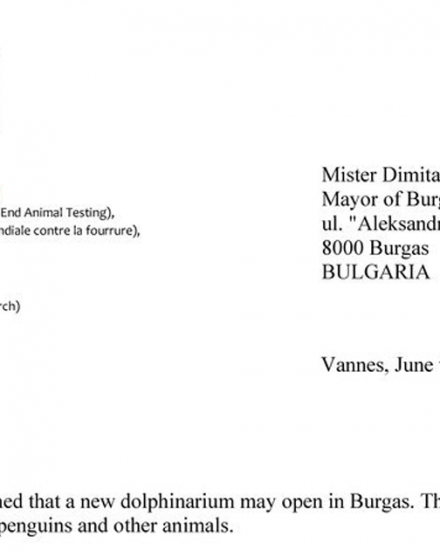 Mister Dimita
Mayor of Burg
End Animal Testing),
ndiale contre la fourrure),
ul. "Aleksandr
8000 Burgas
BULGARIA
rch)
Vannes, June
ned that a new dolphinarium may open in Burgas. Th
penguins and other animals.